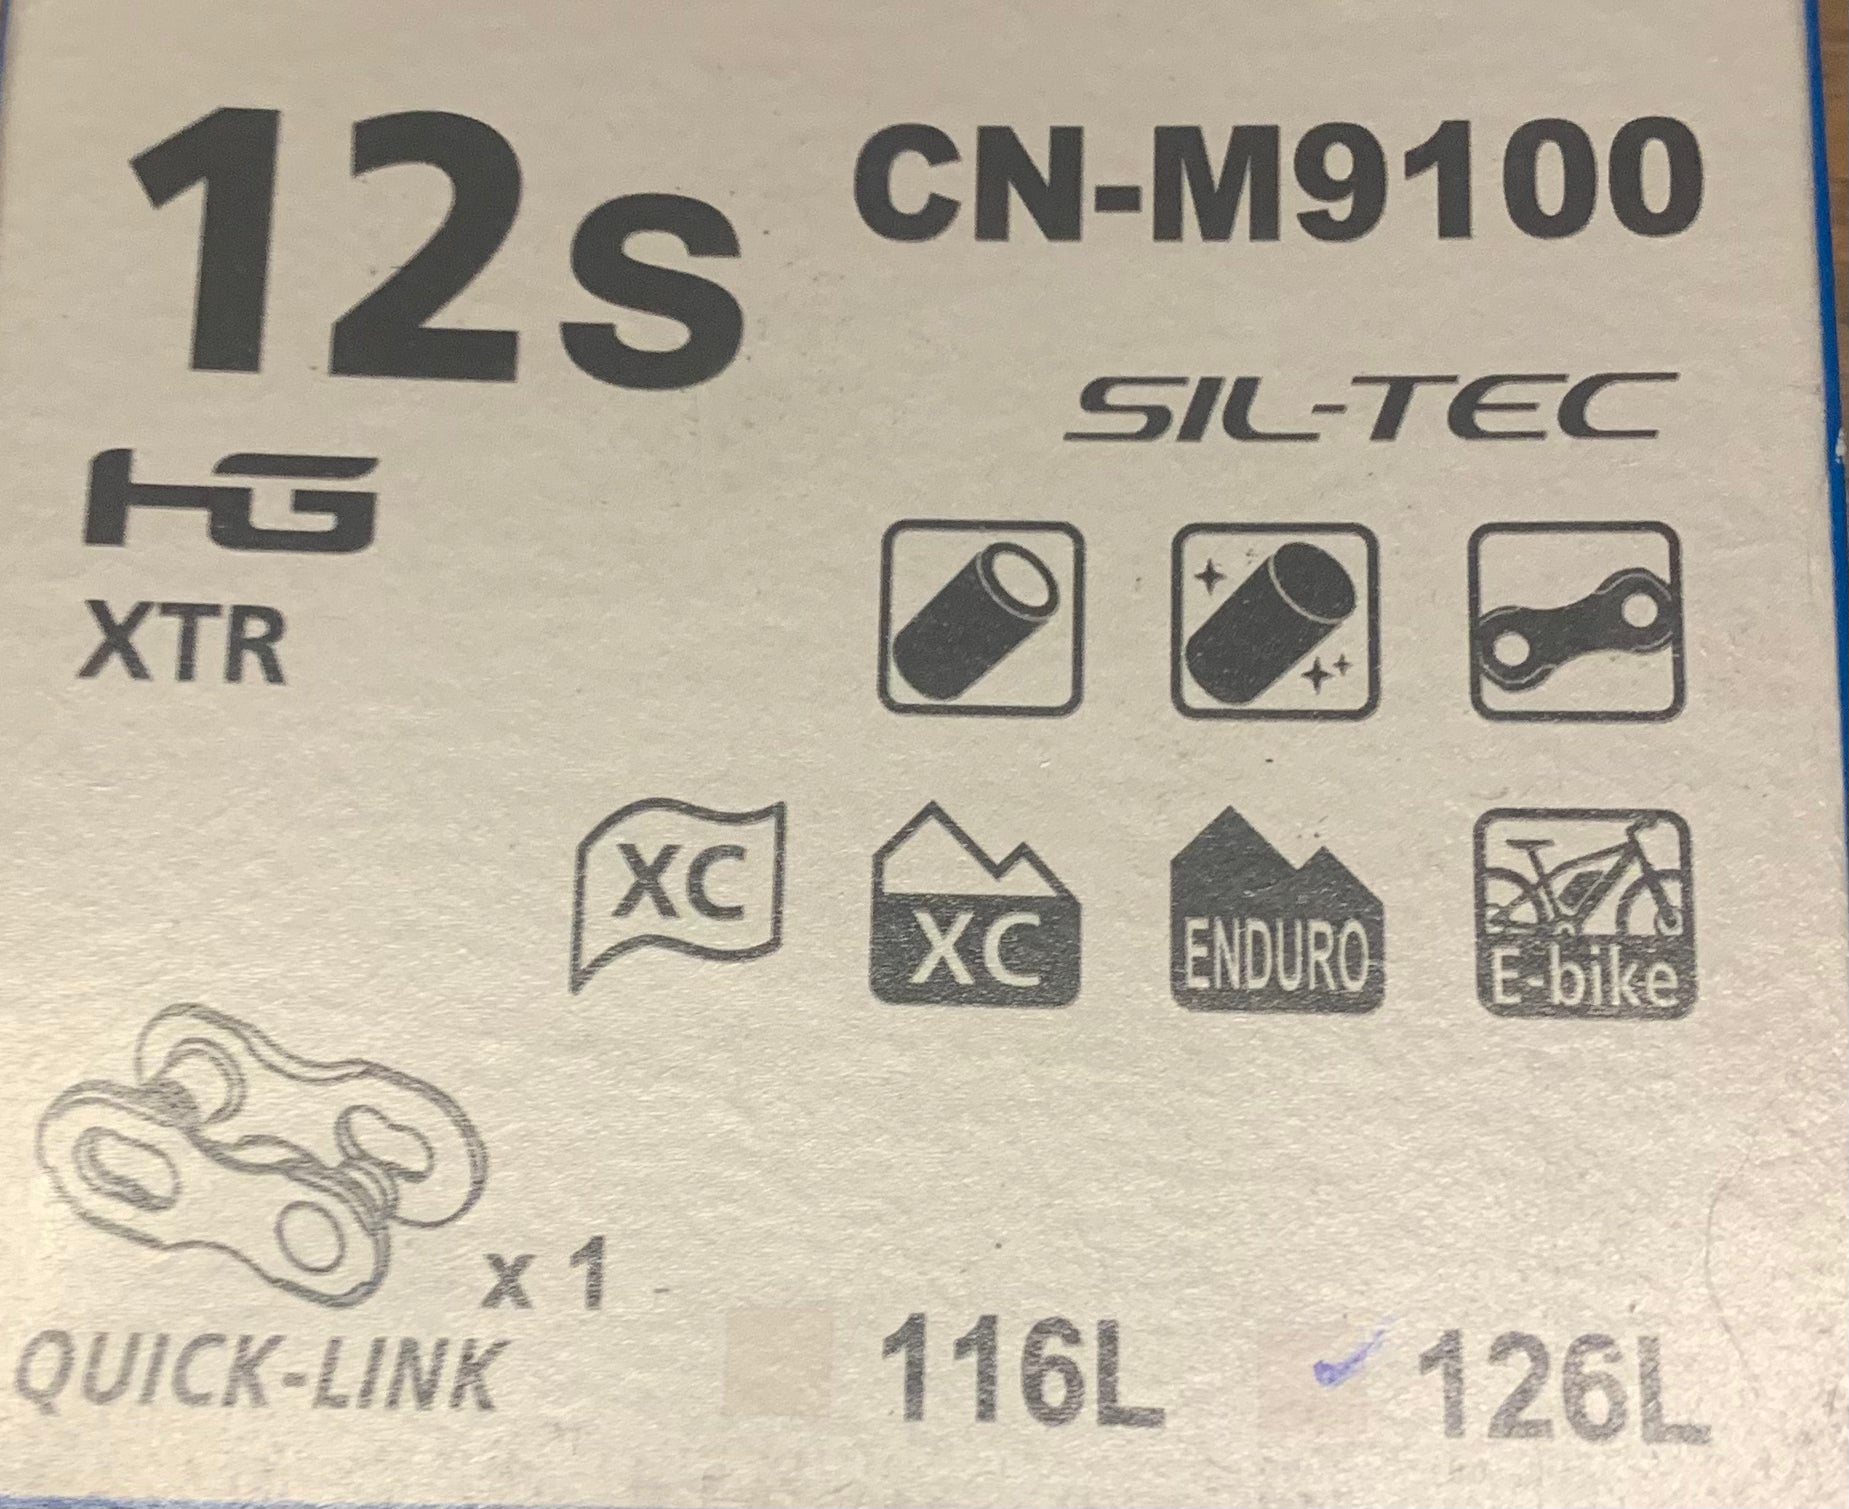 12s
CN-M9100
SIL-TEC
HG
XTR
XC
XC
ENDURO
E-bike
x 1
QUICK-LINK
116L
126L